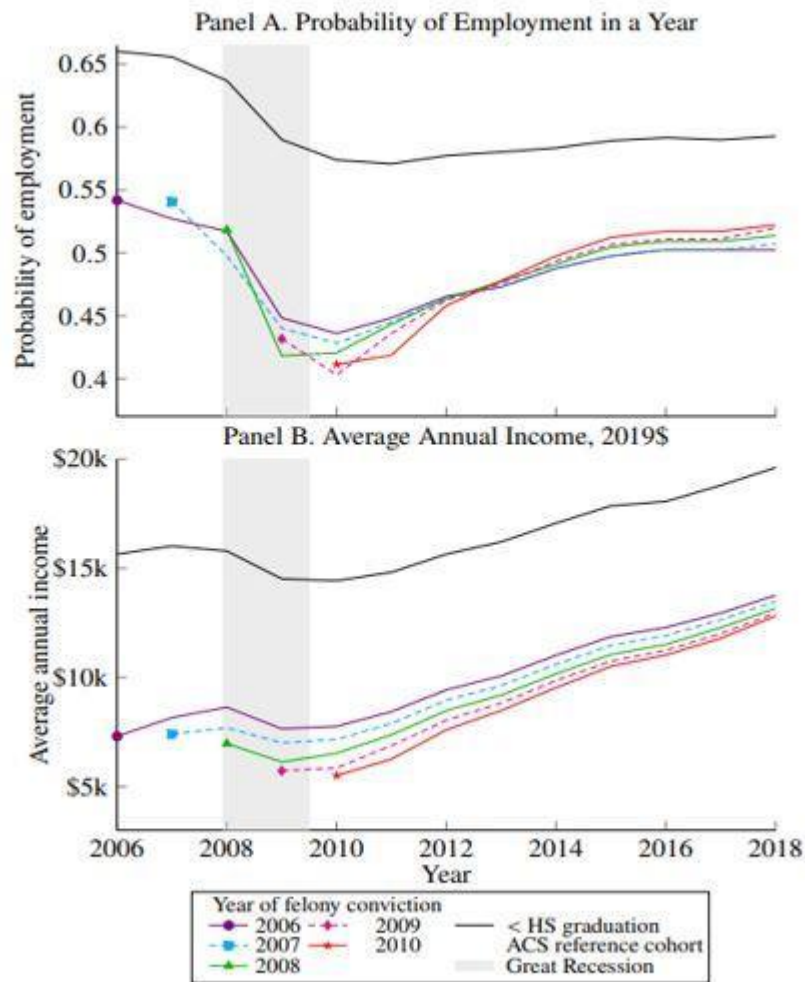 Panel A. Probability of Employment in a Year
Probability of employment
0.65
0.6
0.55
0.5
0.45
0.4
Panel B. Average Annual Income, 2019$
Average annual income
$20k
$15k
$10k
$5k
2006 2008 2010 2012 2014 2016 2018
Year
Year of felony conviction
2006 2009 < HS graduation
2007 2010 ACS reference cohort
2008 Great Recession